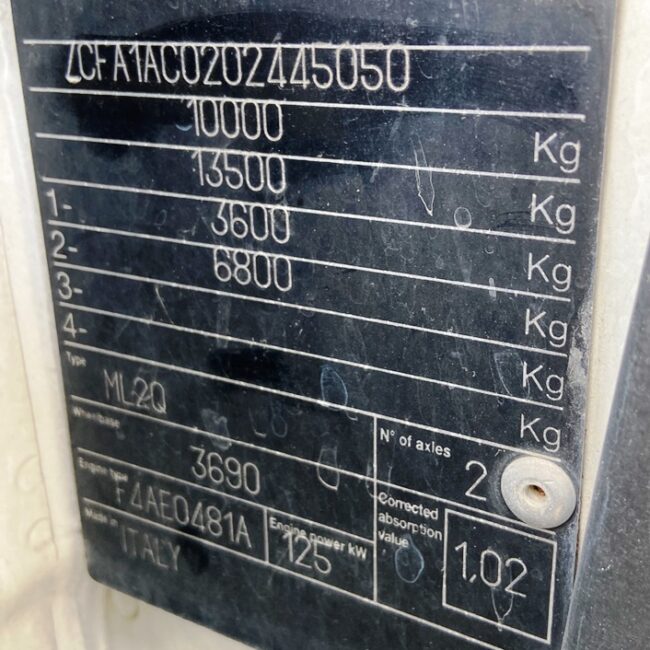 ZCFA1AC0202445050
10000 Kg
13500 Kg
1- 3600 Kg
2- 6800 Kg
3- Kg
4- Kg
Type ML2Q
Wheelbase 3690
N° of axles 2
Engine type F4AE0481A
Engine power kW 125
Corrected absorption value 1,02
Made in ITALY